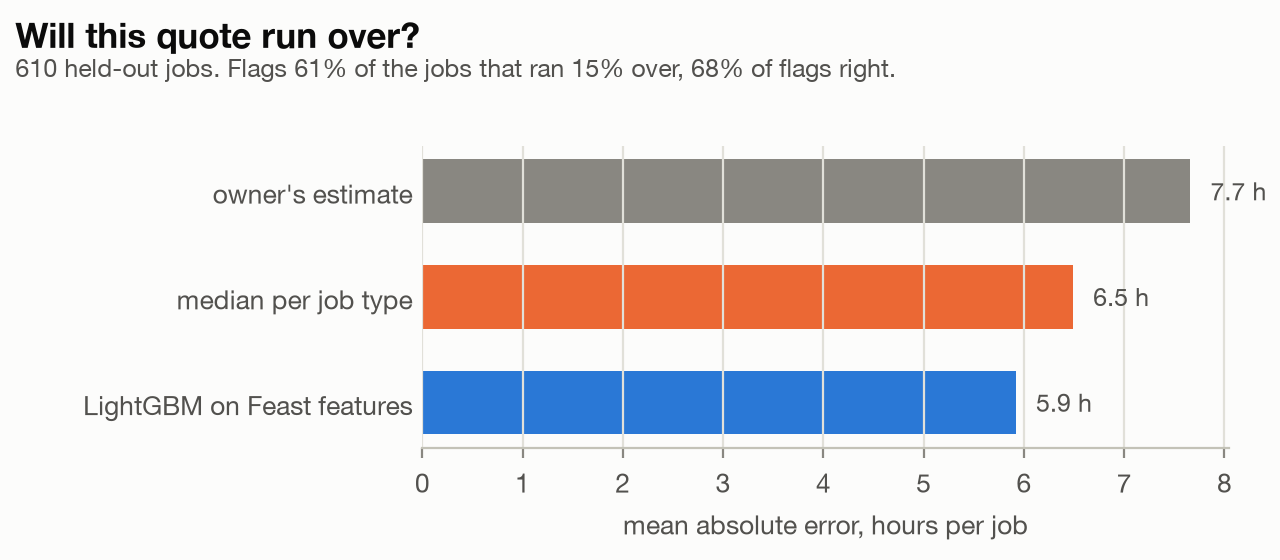 Will this quote run over?
610 held-out jobs. Flags 61% of the jobs that ran 15% over, 68% of flags right.
owner's estimate
7.7 h
median per job type
6.5 h
LightGBM on Feast features
5.9 h
0 1 2 3 4 5 6 7 8
mean absolute error, hours per job